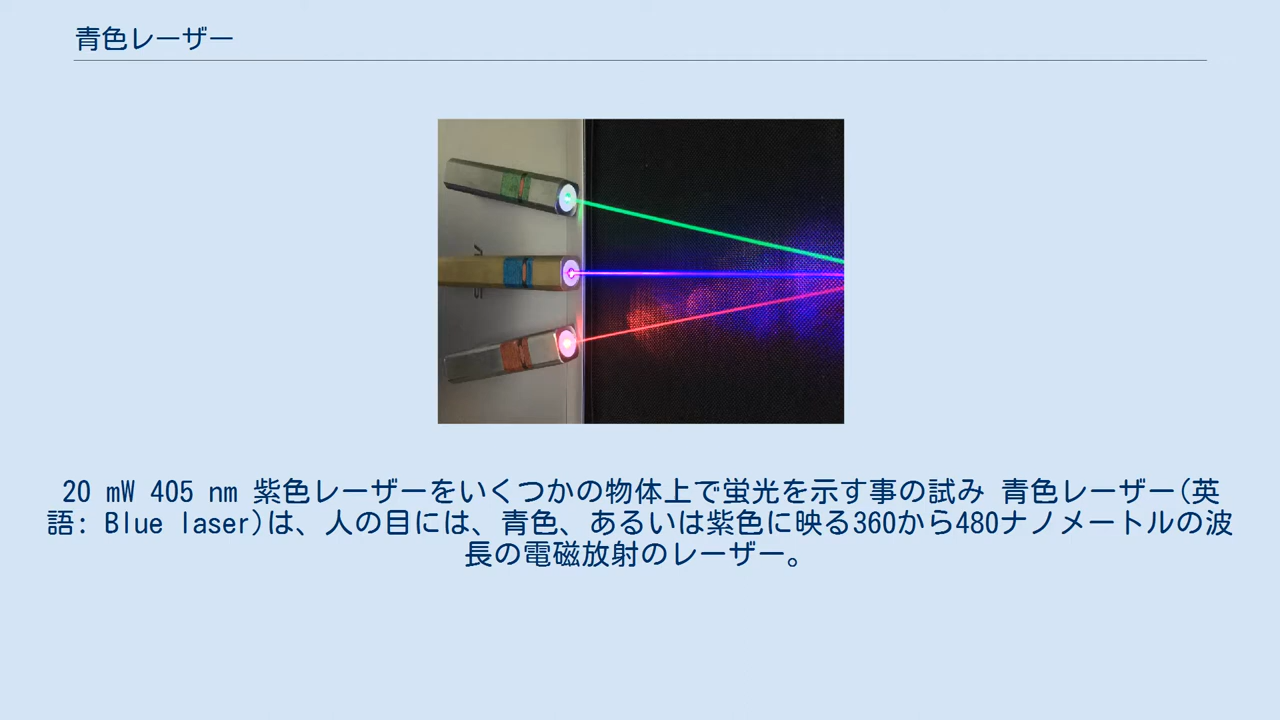 青色レーザー
20 mW 405 nm 紫色レーザーをいくつかの物体上で蛍光を示す事の試み 青色レーザー(英
語: Blue laser)は、人の目には、青色、あるいは紫色に映る360から480ナノメートルの波
長の電磁放射のレーザー。